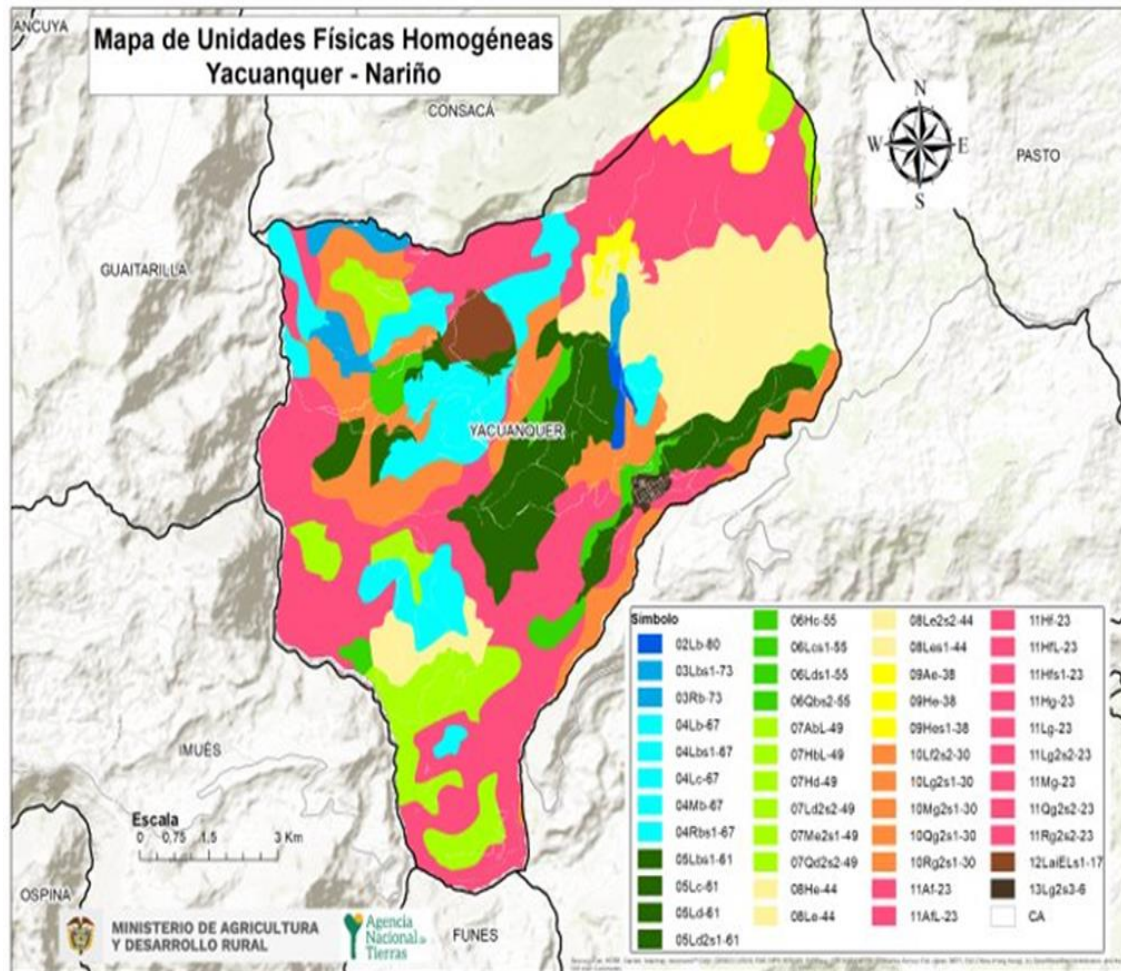 ANCUYA
Mapa de Unidades Físicas Homogéneas
Yacuanquer - Nariño
CONSACÁ
N
W E
S
PASTO
GUAITARILLA
YACUANQUER
IMUÉS
Escala
0 0,75 1,5 3 Km
OSPINA
FUNES
MINISTERIO DE AGRICULTURA
Y DESARROLLO RURAL
Agencia
Nacional de
Tierras
Símbolo
02Lb-80
03Lbs1-73
03Rb-73
04Lb-67
04Lbs1-67
04Lc-67
04Mb-67
04Rbs1-67
05Lbs1-61
05Lc-61
05Ld-61
05Ld2s1-61
06Hc-55
06Lcs1-55
06Lds1-55
06Qbs2-55
07AbL-49
07HbL-49
07Hd-49
07Ld2s2-49
07Me2s1-49
07Qd2s2-49
08He-44
08Le-44
08Le2s2-44
08Les1-44
09Ae-38
09He-38
09Hes1-38
10Lf2s2-30
10Lg2s1-30
10Mg2s1-30
10Qg2s1-30
10Rg2s1-30
11Af-23
11AfL-23
11Hf-23
11HfL-23
11Hfs1-23
11Hg-23
11Lg-23
11Lg2s2-23
11Mg-23
11Qg2s2-23
11Rg2s2-23
12LaiELs1-17
13Lg2s3-6
CA